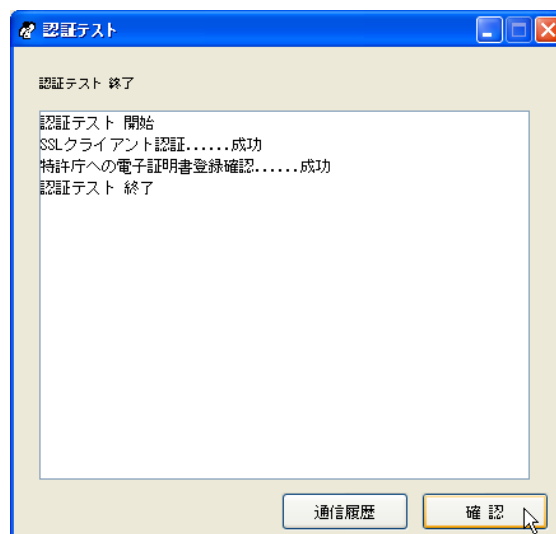 認証テスト
認証テスト 終了
認証テスト 開始
SSLクライアント認証......成功
特許庁への電子証明書登録確認......成功
認証テスト 終了
通信履歴
確 認